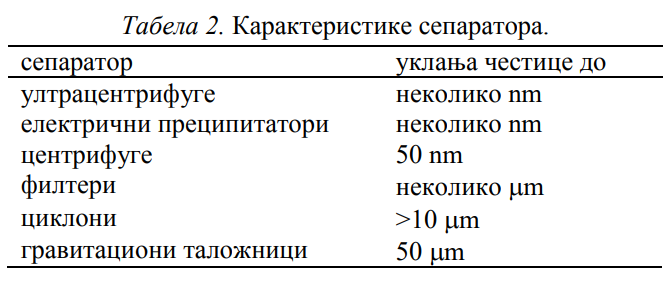 Табела 2. Карактеристике сепаратора.
сепаратор уклања честице до
ултрацентрифуге неколико nm
електрични преципитатори неколико nm
центрифуге 50 nm
филтери неколико μm
циклони >10 μm
гравитациони таложници 50 μm